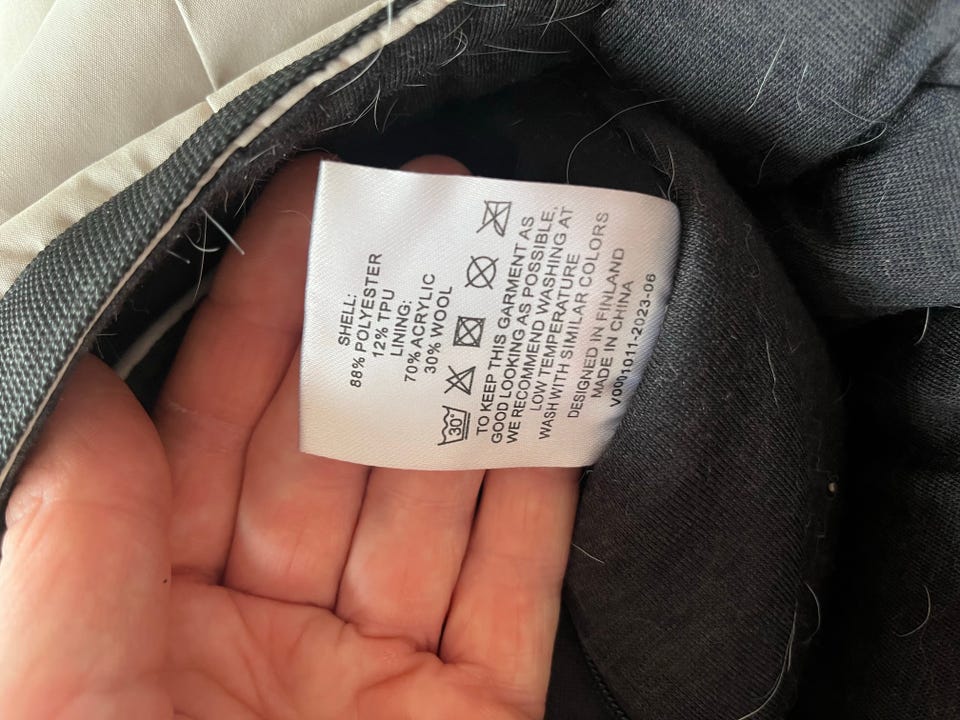 SHELL:
88% POLYESTER
12% TPU
LINING:
70% ACRYLIC
30% WOOL
30°
TO KEEP THIS GARMENT AS
GOOD LOOKING AS POSSIBLE,
WE RECOMMEND WASHING AT
LOW TEMPERATURE
WASH WITH SIMILAR COLORS
DESIGNED IN FINLAND
MADE IN CHINA
V0001011-2023-06